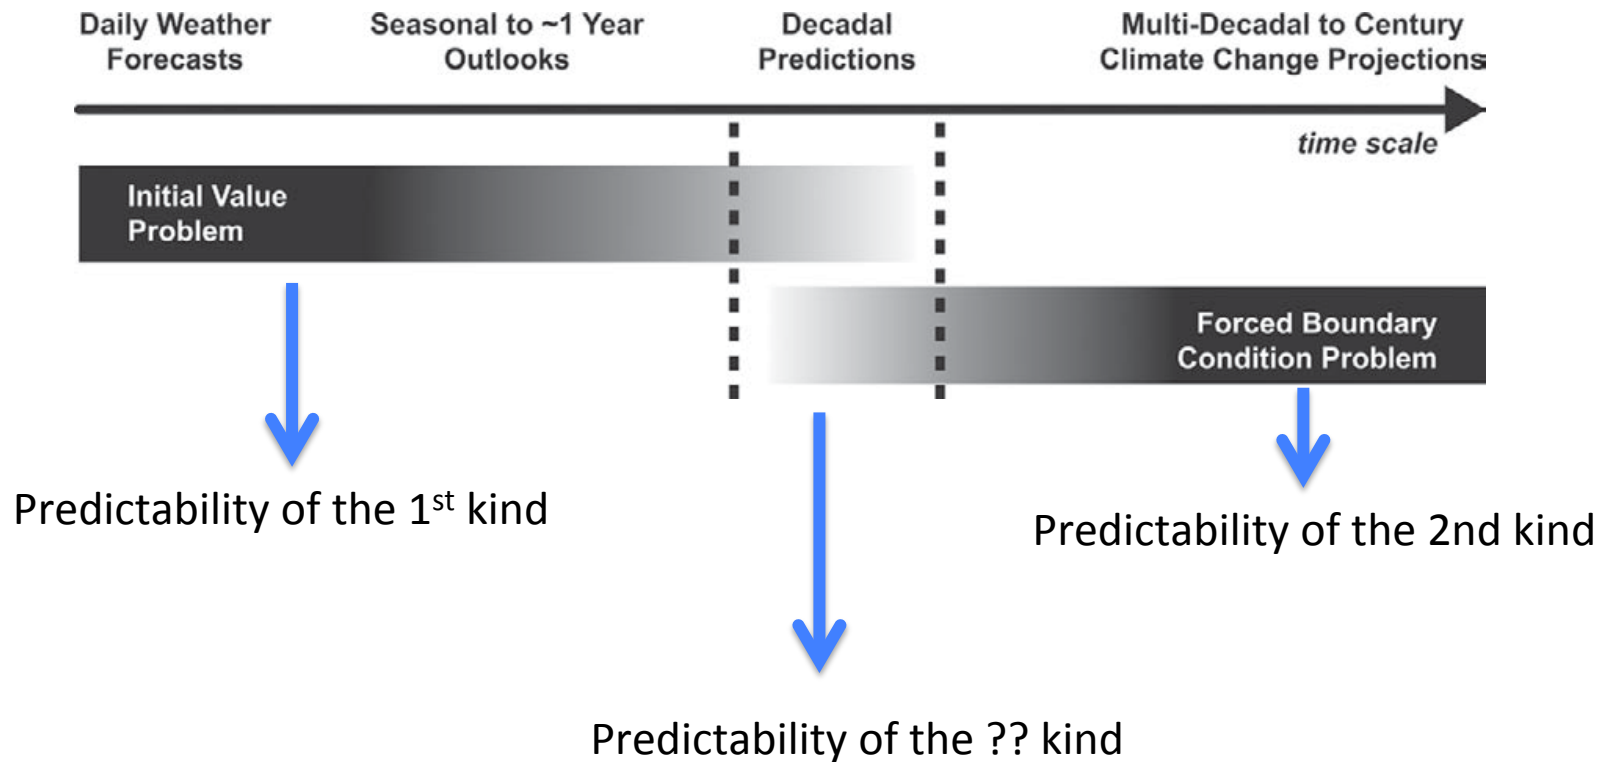 Daily Weather
Forecasts
Seasonal to ~1 Year
Outlooks
Decadal
Predictions
Multi-Decadal to Century
Climate Change Projections
time scale
Initial Value
Problem
Forced Boundary
Condition Problem
Predictability of the 1st kind
Predictability of the 2nd kind
Predictability of the ?? kind